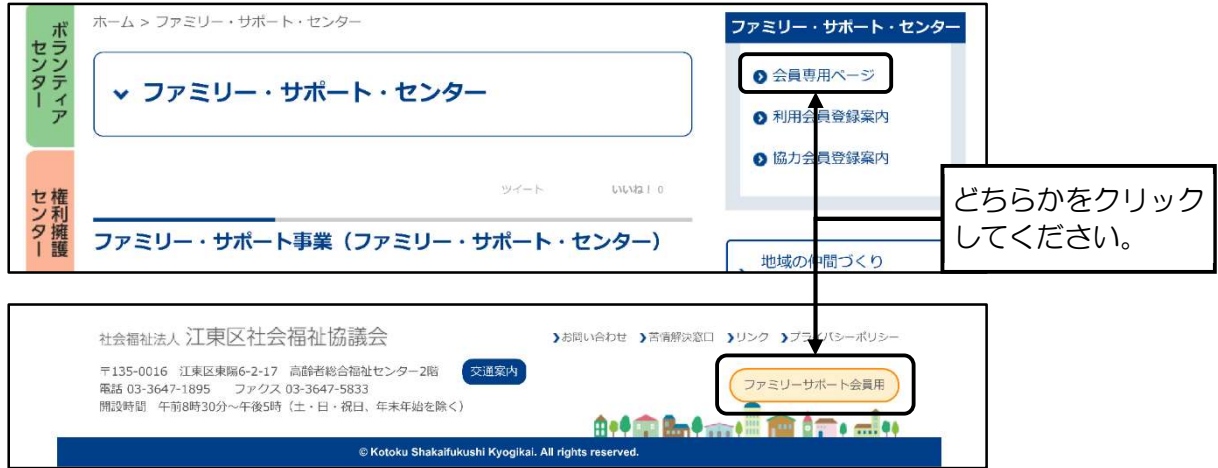 ボランティア
センター
権利擁護
センター
ホーム > ファミリー・サポート・センター
ファミリー・サポート・センター
ツイート いいね！ 0
ファミリー・サポート事業（ファミリー・サポート・センター）
ファミリー・サポート・センター
会員専用ページ
利用会員登録案内
協力会員登録案内
地域の仲間づくり
どちらかをクリック
してください。
社会福祉法人 江東区社会福祉協議会
お問い合わせ 苦情解決窓口 リンク プライバシーポリシー
〒135-0016 江東区東陽6-2-17 高齢者総合福祉センター2階 交通案内
電話 03-3647-1895 ファクス 03-3647-5833
開設時間 午前8時30分～午後5時（土・日・祝日、年末年始を除く）
ファミリーサポート会員用
© Kotoku Shakaifukushi Kyogikai. All rights reserved.